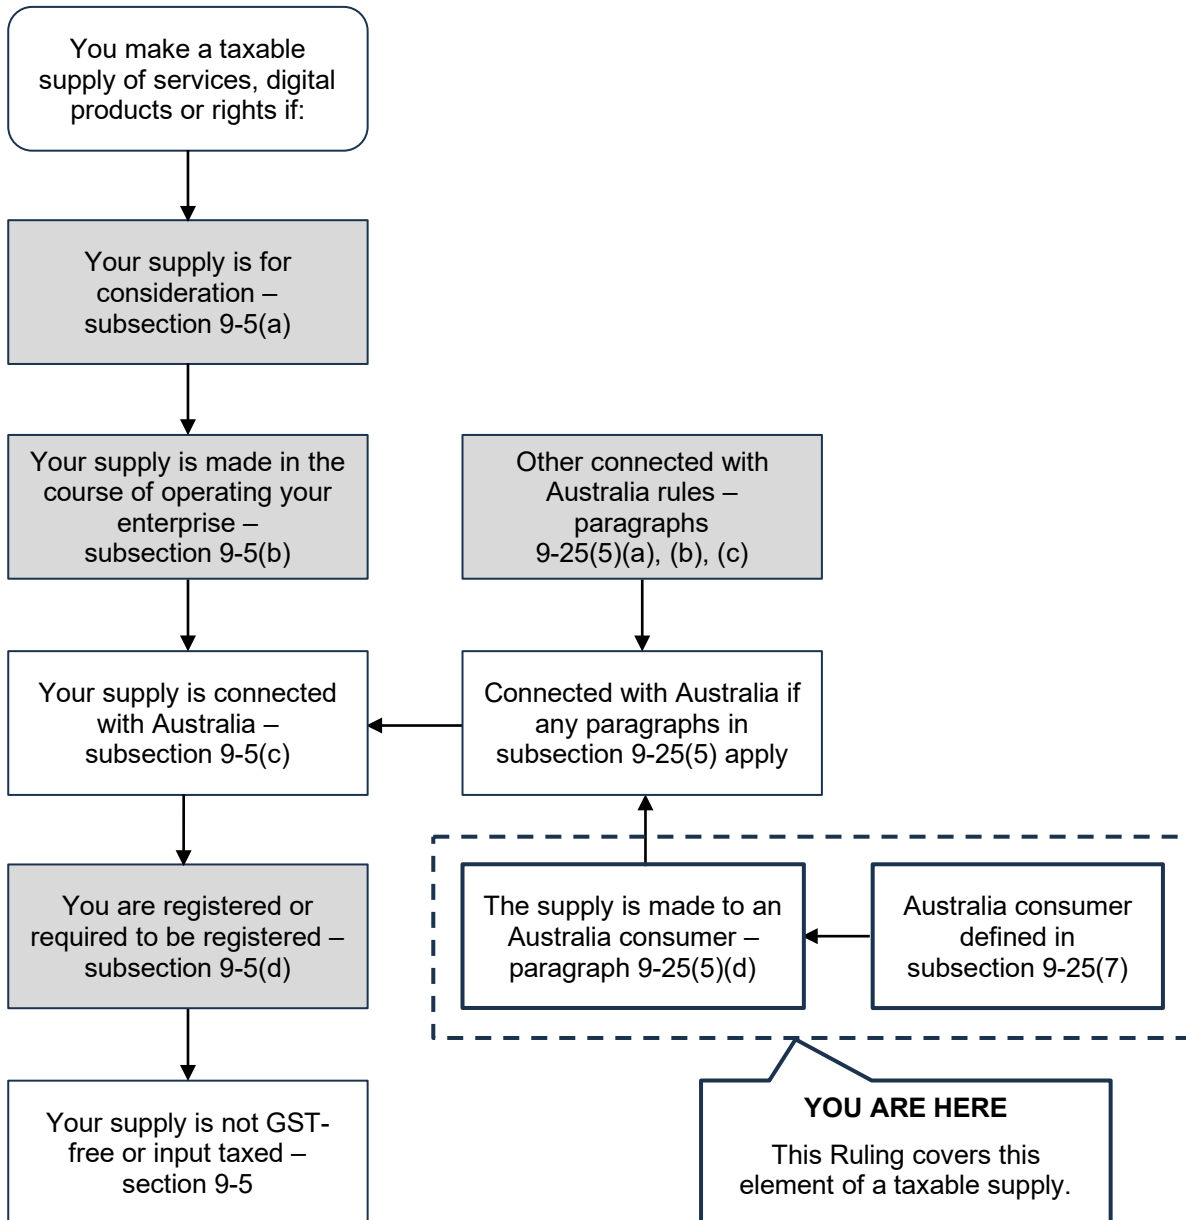 You make a taxable
supply of services, digital
products or rights if:
Your supply is for
consideration –
subsection 9-5(a)
Your supply is made in the
course of operating your
enterprise –
subsection 9-5(b)
Other connected with
Australia rules –
paragraphs
9-25(5)(a), (b), (c)
Your supply is connected
with Australia –
subsection 9-5(c)
Connected with Australia if
any paragraphs in
subsection 9-25(5) apply
You are registered or
required to be registered –
subsection 9-5(d)
The supply is made to an
Australia consumer –
paragraph 9-25(5)(d)
Australia consumer
defined in
subsection 9-25(7)
Your supply is not GST-
free or input taxed –
section 9-5
YOU ARE HERE
This Ruling covers this
element of a taxable supply.